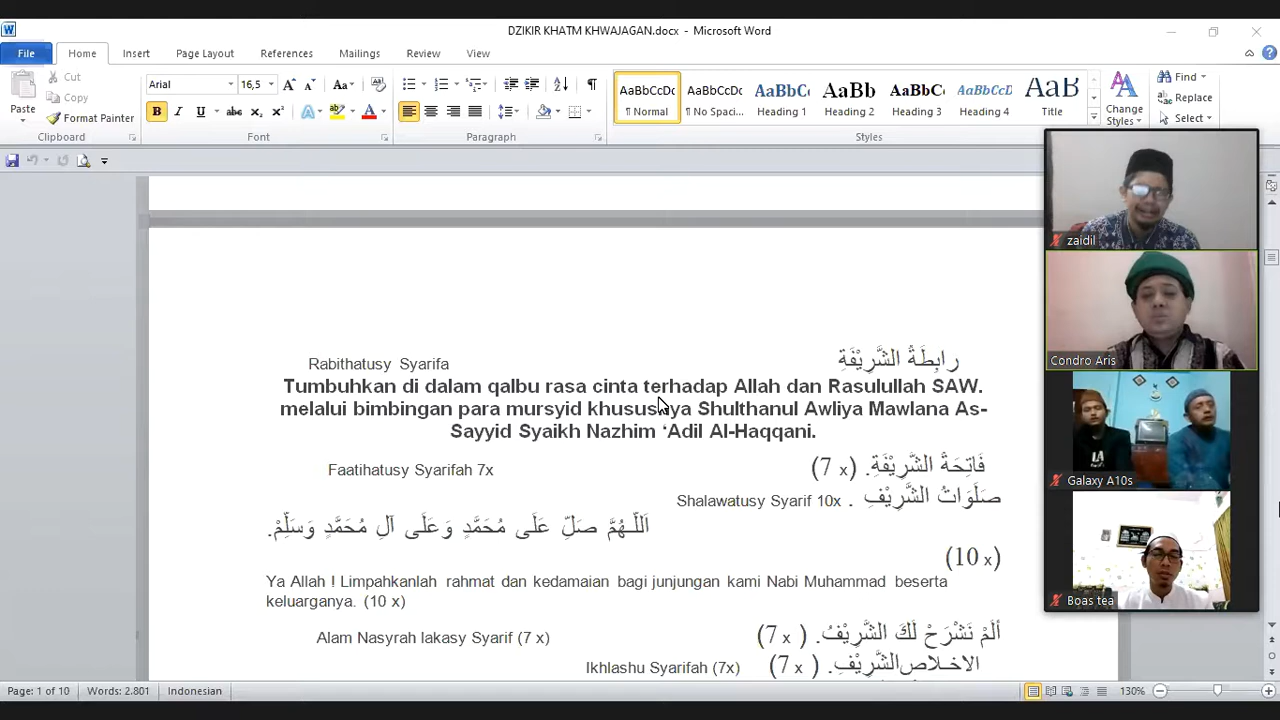 DZIKIR KHATM KHWAJAGAN.docx - Microsoft Word
File Home Insert Page Layout References Mailings Review View
Paste
Cut
Copy
Format Painter
Clipboard
Arial 16,5
Font
Paragraph
AaBbCcDc AaBbCcDc AaBbCc AaBb AaBbCc AaBbCcD AaB
¶ Normal ¶ No Spaci... Heading 1 Heading 2 Heading 3 Heading 4 Title
Change Styles
Styles
Find
Replace
Select
zaidil
Condro Aris
Galaxy A10s
Boas tea
Rabithatusy Syarifa رابِطَةُ الشَّرِيْفَةِ
Tumbuhkan di dalam qalbu rasa cinta terhadap Allah dan Rasulullah SAW.
melalui bimbingan para mursyid khususnya Shulthanul Awliya Mawlana As-
Sayyid Syaikh Nazhim ‘Adil Al-Haqqani.
Faatihatusy Syarifah 7x فَاتِحَةُ الشَّرِيْفَةِ. (7 x)
Shalawatusy Syarif 10x صَلَوَاتُ الشَّرِيْفِ .
اَللّـهُمَّ صَلِّ عَلَى مُحَمَّدٍ وَعَلَى آلِ مُحَمَّدٍ وَسَلِّمْ.
(10 x)
Ya Allah ! Limpahkanlah rahmat dan kedamaian bagi junjungan kami Nabi Muhammad beserta
keluarganya. (10 x)
Alam Nasyrah lakasy Syarif (7 x) أَلَمْ نَشْرَحْ لَكَ الشَّرِيْفُ. (7 x )
Ikhlashu Syarifah (7x) الاخـلاص الشَّرِيْفِ. (7 x )
Page: 1 of 10 Words: 2.801 Indonesian 130%